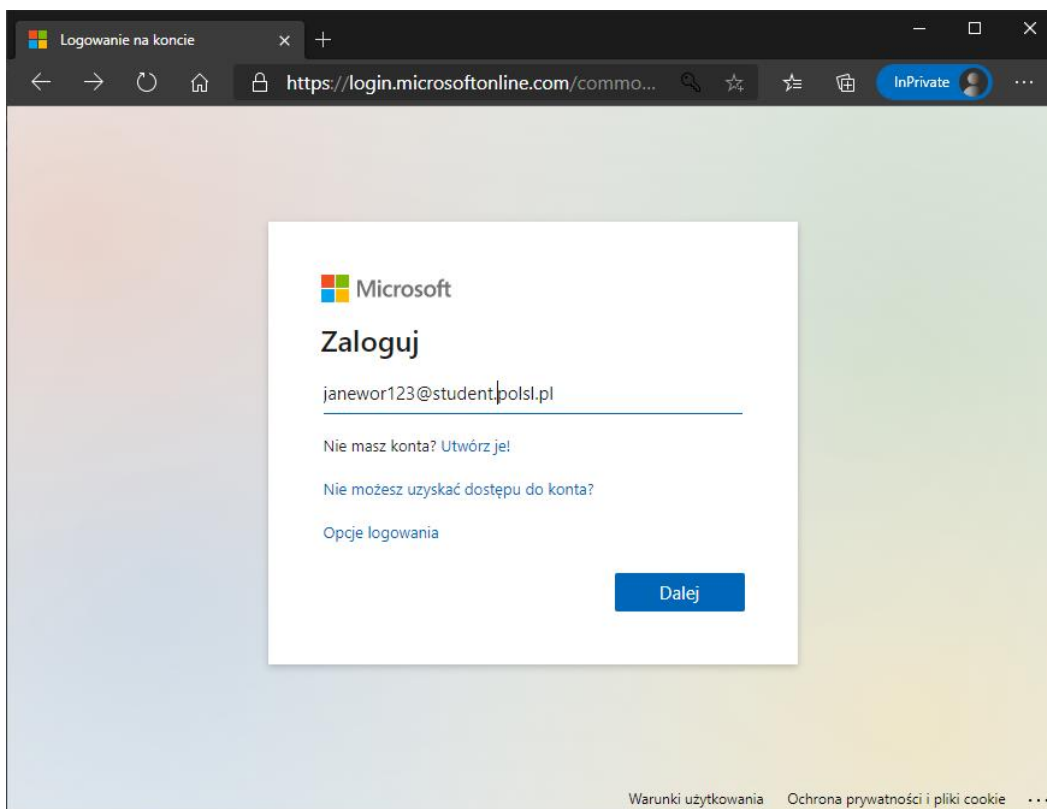 Logowanie na koncie
https://login.microsoftonline.com/commo...
InPrivate
Microsoft
Zaloguj
janewor123@student.polsl.pl
Nie masz konta? Utwórz je!
Nie możesz uzyskać dostępu do konta?
Opcje logowania
Dalej
Warunki użytkowania Ochrona prywatności i pliki cookie ...